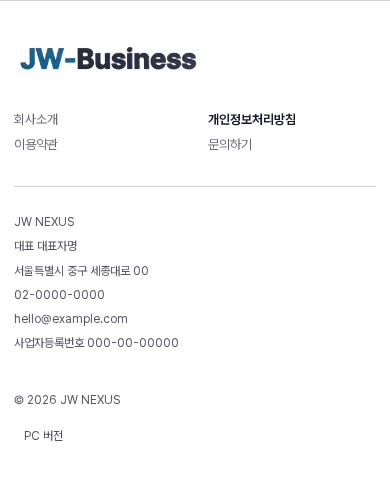 JW-Business
회사소개
개인정보처리방침
이용약관
문의하기
JW NEXUS
대표 대표자명
서울특별시 중구 세종대로 00
02-0000-0000
hello@example.com
사업자등록번호 000-00-00000
© 2026 JW NEXUS
PC 버전